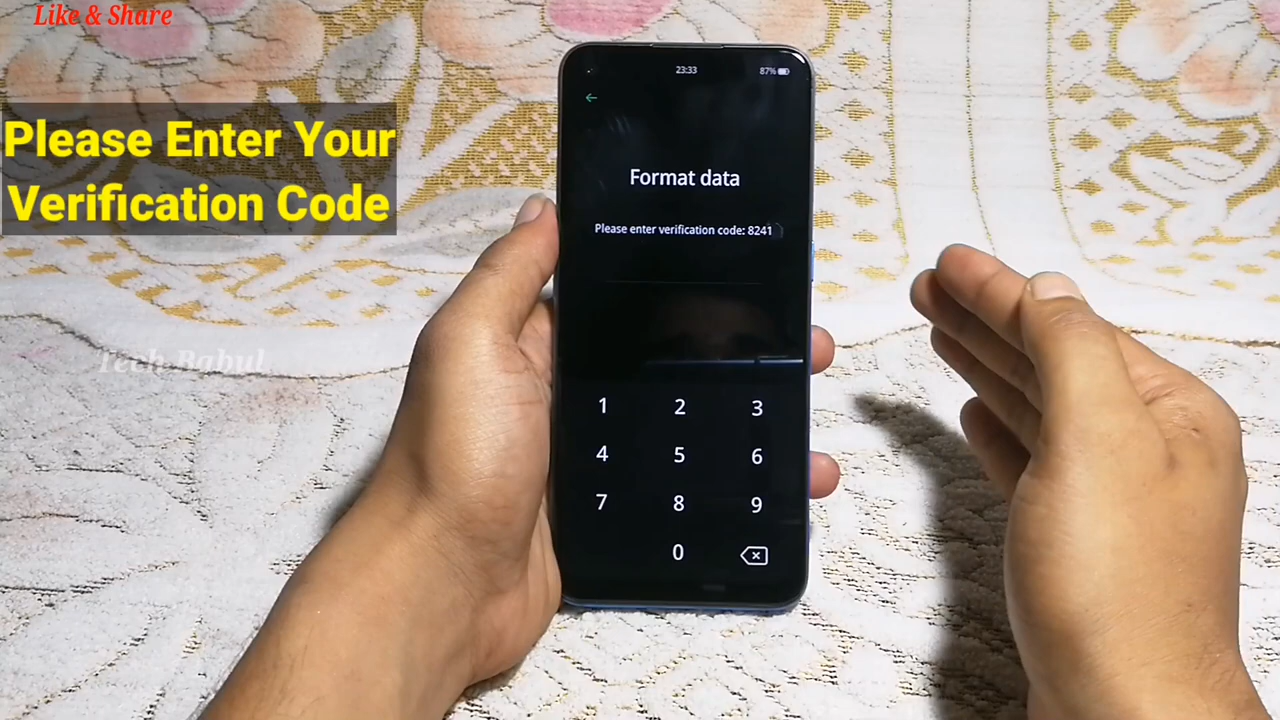 Like & Share
Please Enter Your
Verification Code
23:33
87%
Format data
Please enter verification code: 8241
Tech Babul
1 2 3
4 5 6
7 8 9
0